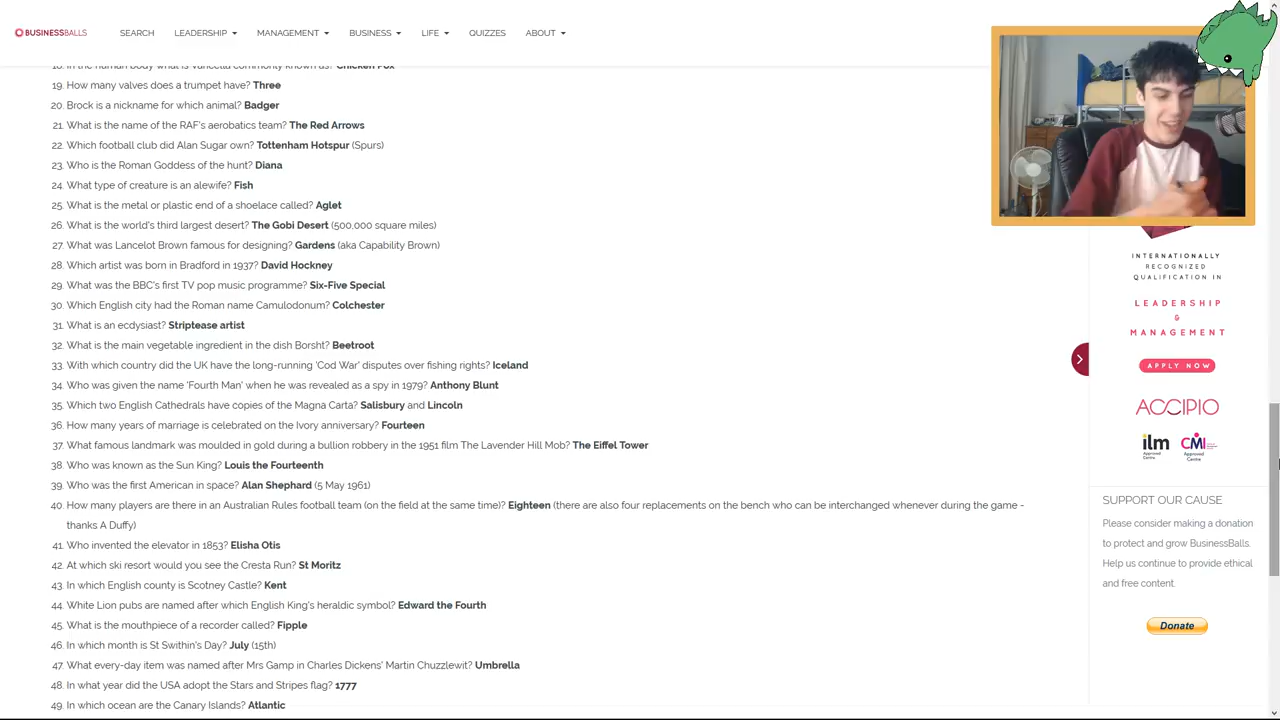 BUSINESSBALLS SEARCH LEADERSHIP MANAGEMENT BUSINESS LIFE QUIZZES ABOUT
18. In the human body what is Varicella commonly known as? Chicken Pox
19. How many valves does a trumpet have? Three
20. Brock is a nickname for which animal? Badger
21. What is the name of the RAF's aerobatics team? The Red Arrows
22. Which football club did Alan Sugar own? Tottenham Hotspur (Spurs)
23. Who is the Roman Goddess of the hunt? Diana
24. What type of creature is an alewife? Fish
25. What is the metal or plastic end of a shoelace called? Aglet
26. What is the world's third largest desert? The Gobi Desert (500,000 square miles)
27. What was Lancelot Brown famous for designing? Gardens (aka Capability Brown)
28. Which artist was born in Bradford in 1937? David Hockney
29. What was the BBC's first TV pop music programme? Six-Five Special
30. Which English city had the Roman name Camulodonum? Colchester
31. What is an ecdysiast? Striptease artist
32. What is the main vegetable ingredient in the dish Borsht? Beetroot
33. With which country did the UK have the long-running 'Cod War' disputes over fishing rights? Iceland
34. Who was given the name 'Fourth Man' when he was revealed as a spy in 1979? Anthony Blunt
35. Which two English Cathedrals have copies of the Magna Carta? Salisbury and Lincoln
36. How many years of marriage is celebrated on the Ivory anniversary? Fourteen
37. What famous landmark was moulded in gold during a bullion robbery in the 1951 film The Lavender Hill Mob? The Eiffel Tower
38. Who was known as the Sun King? Louis the Fourteenth
39. Who was the first American in space? Alan Shephard (5 May 1961)
40. How many players are there in an Australian Rules football team (on the field at the same time)? Eighteen (there are also four replacements on the bench who can be interchanged whenever during the game -
thanks A Duffy)
41. Who invented the elevator in 1853? Elisha Otis
42. At which ski resort would you see the Cresta Run? St Moritz
43. In which English county is Scotney Castle? Kent
44. White Lion pubs are named after which English King's heraldic symbol? Edward the Fourth
45. What is the mouthpiece of a recorder called? Fipple
46. In which month is St Swithin's Day? July (15th)
47. What every-day item was named after Mrs Gamp in Charles Dickens' Martin Chuzzlewit? Umbrella
48. In what year did the USA adopt the Stars and Stripes flag? 1777
49. In which ocean are the Canary Islands? Atlantic
INTERNATIONALLY
RECOGNIZED
QUALIFICATION IN
LEADERSHIP
&
MANAGEMENT
APPLY NOW
ACCIPIO
ilm CMI
SUPPORT OUR CAUSE
Please consider making a donation
to protect and grow BusinessBalls.
Help us continue to provide ethical
and free content.
Donate